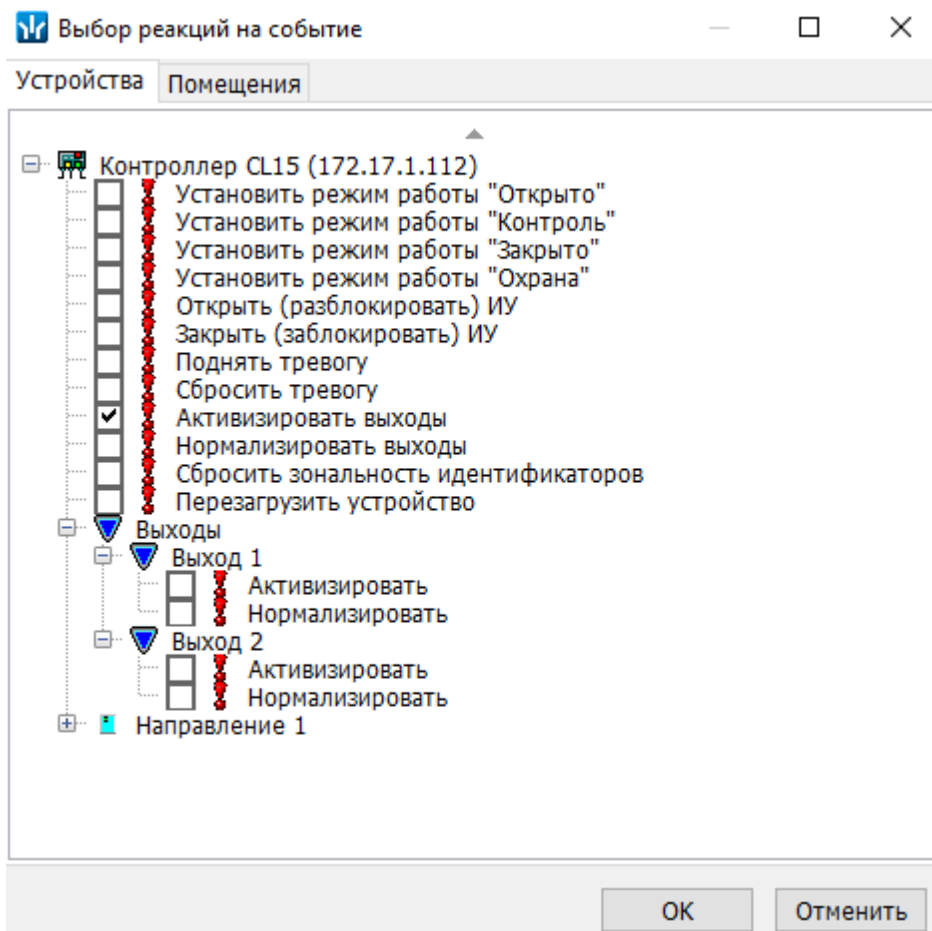 Выбор реакций на событие
Устройства Помещения
Контроллер CL15 (172.17.1.112)
Установить режим работы "Открыто"
Установить режим работы "Контроль"
Установить режим работы "Закрыто"
Установить режим работы "Охрана"
Открыть (разблокировать) ИУ
Закрыть (заблокировать) ИУ
Поднять тревогу
Сбросить тревогу
Активизировать выходы
Нормализировать выходы
Сбросить зональность идентификаторов
Перезагрузить устройство
Выходы
Выход 1
Активизировать
Нормализировать
Выход 2
Активизировать
Нормализировать
Направление 1
ОК Отменить